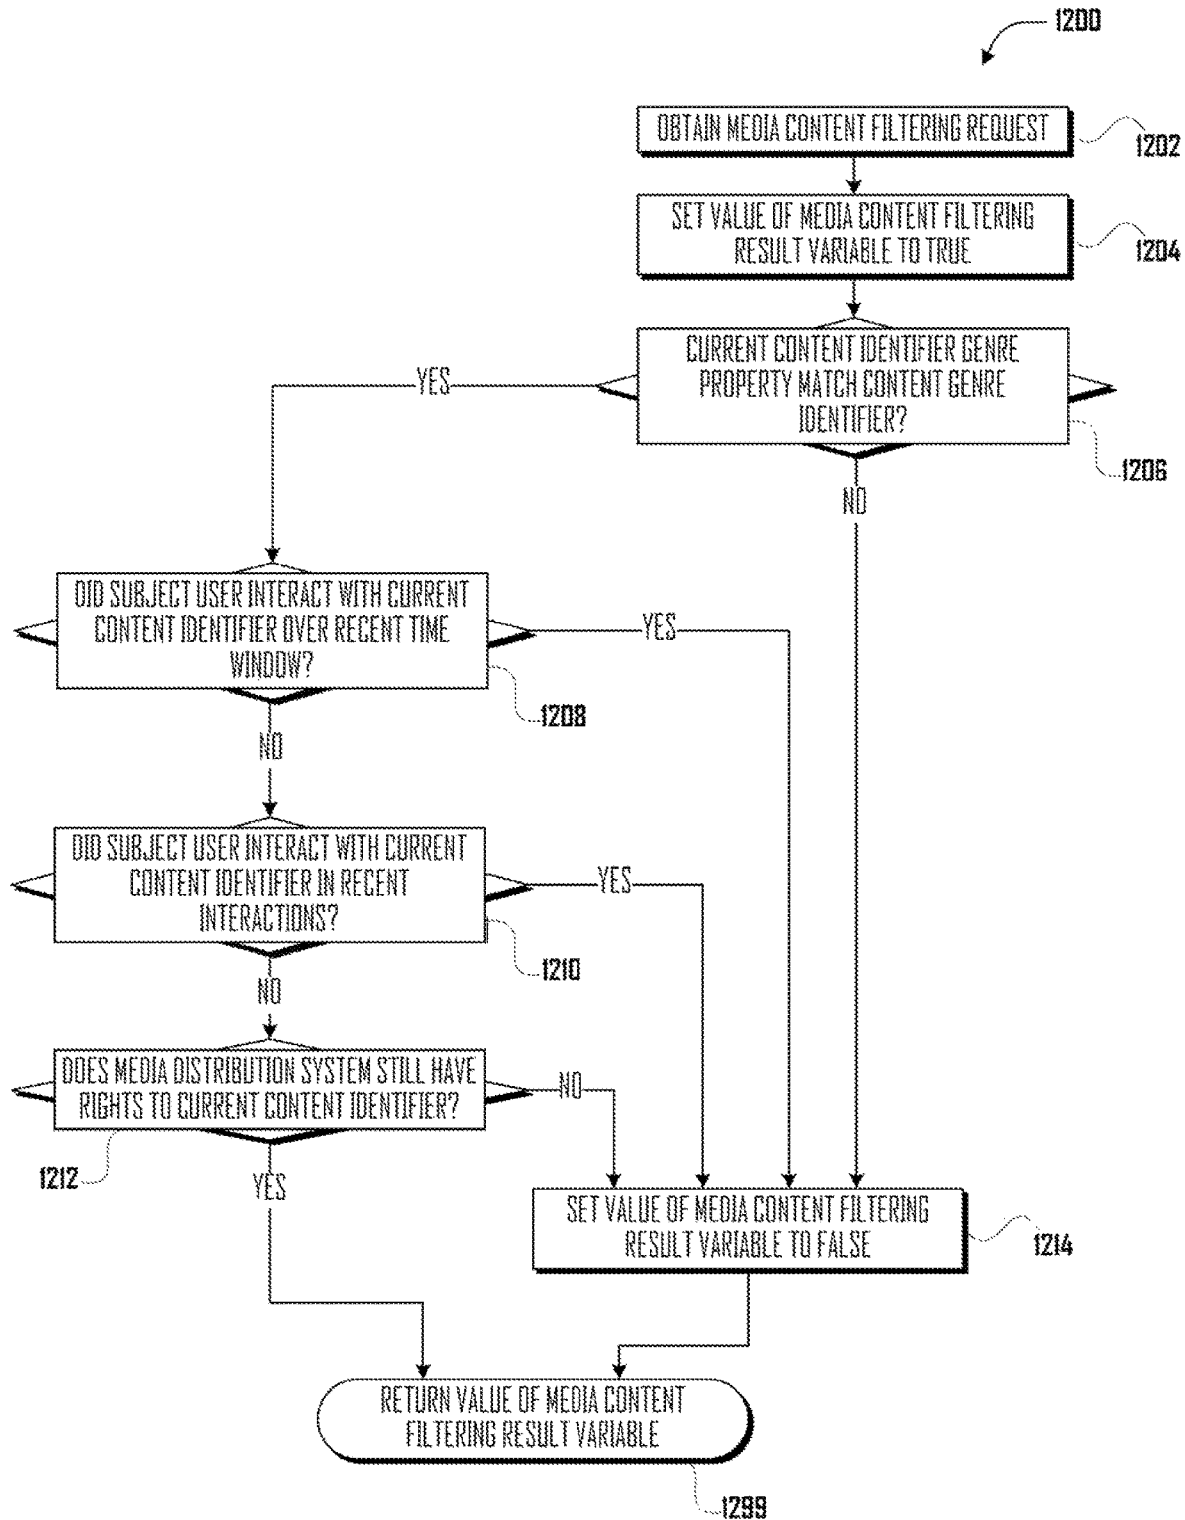 1200
OBTAIN MEDIA CONTENT FILTERING REQUEST
1202
SET VALUE OF MEDIA CONTENT FILTERING
RESULT VARIABLE TO TRUE
1204
CURRENT CONTENT IDENTIFIER GENRE
PROPERTY MATCH CONTENT GENRE
IDENTIFIER?
1206
YES
NO
DID SUBJECT USER INTERACT WITH CURRENT
CONTENT IDENTIFIER OVER RECENT TIME
WINDOW?
1208
YES
NO
DID SUBJECT USER INTERACT WITH CURRENT
CONTENT IDENTIFIER IN RECENT
INTERACTIONS?
1210
YES
NO
DOES MEDIA DISTRIBUTION SYSTEM STILL HAVE
RIGHTS TO CURRENT CONTENT IDENTIFIER?
1212
NO
YES
SET VALUE OF MEDIA CONTENT FILTERING
RESULT VARIABLE TO FALSE
1214
RETURN VALUE OF MEDIA CONTENT
FILTERING RESULT VARIABLE
1299